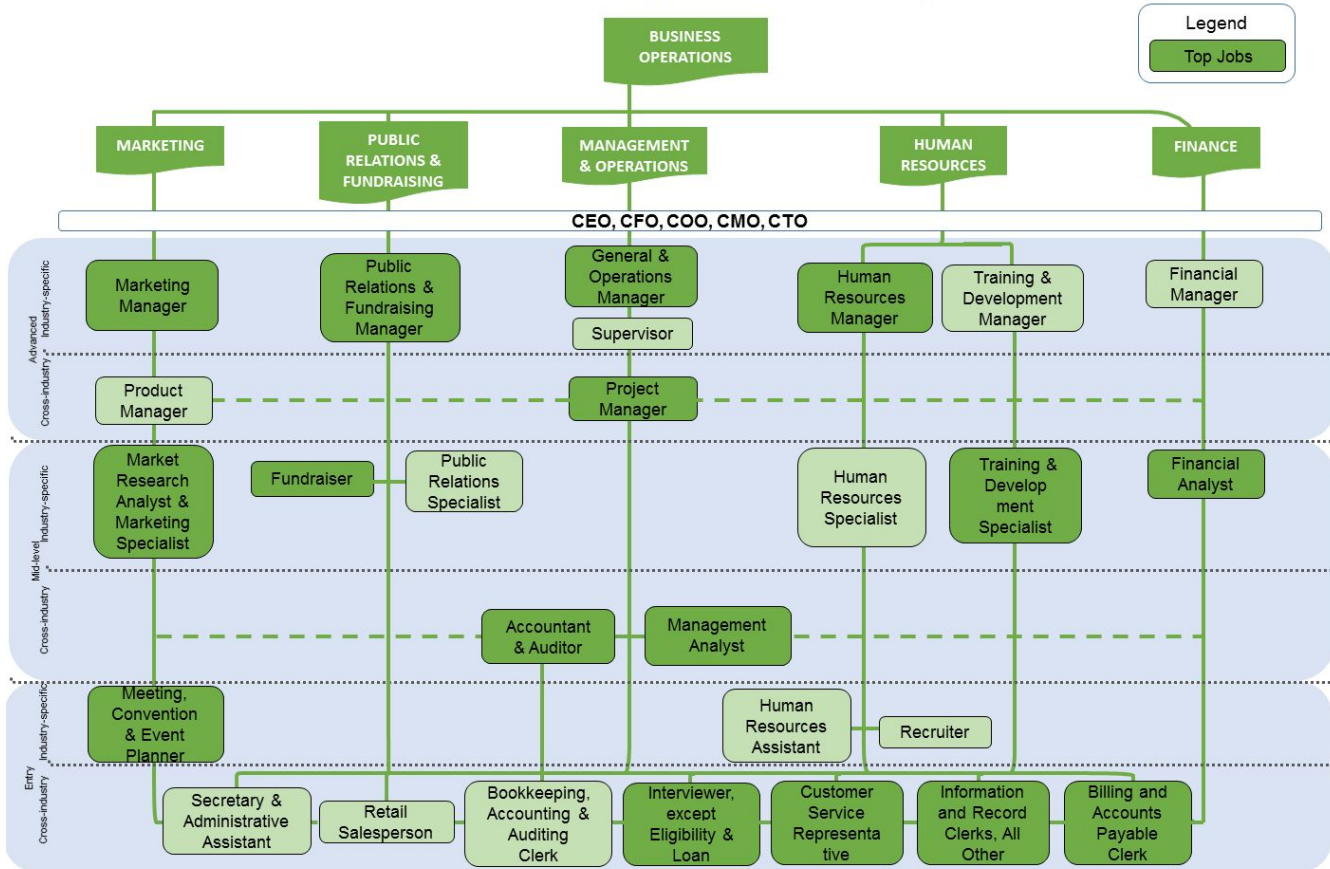 Legend
Top Jobs
BUSINESS
OPERATIONS
MARKETING
PUBLIC
RELATIONS &
FUNDRAISING
MANAGEMENT
& OPERATIONS
HUMAN
RESOURCES
FINANCE
CEO, CFO, COO, CMO, CTO
Advanced
Industry-specific
Marketing
Manager
Public
Relations &
Fundraising
Manager
General &
Operations
Manager
Supervisor
Human
Resources
Manager
Training &
Development
Manager
Financial
Manager
Cross-industry
Product
Manager
Project
Manager
Mid-level
Industry-specific
Market
Research
Analyst &
Marketing
Specialist
Fundraiser
Public
Relations
Specialist
Human
Resources
Specialist
Training &
Develop
ment
Specialist
Financial
Analyst
Cross-industry
Accountant
& Auditor
Management
Analyst
Entry
Industry-specific
Meeting,
Convention
& Event
Planner
Human
Resources
Assistant
Recruiter
Cross-industry
Secretary &
Administrative
Assistant
Retail
Salesperson
Bookkeeping,
Accounting &
Auditing
Clerk
Interviewer,
except
Eligibility &
Loan
Customer
Service
Representa
tive
Information
and Record
Clerks, All
Other
Billing and
Accounts
Payable
Clerk